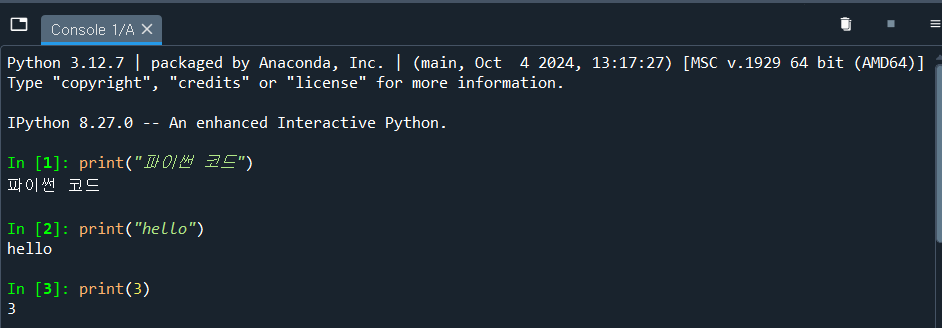 Console 1/A
Python 3.12.7 | packaged by Anaconda, Inc. | (main, Oct  4 2024, 13:17:27) [MSC v.1929 64 bit (AMD64)]
Type "copyright", "credits" or "license" for more information.
IPython 8.27.0 -- An enhanced Interactive Python.
In [1]: print("파이썬 코드")
파이썬 코드
In [2]: print("hello")
hello
In [3]: print(3)
3